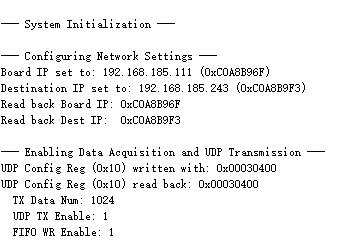 --- System Initialization ---
--- Configuring Network Settings ---
Board IP set to: 192.168.185.111 (0xC0A8B96F)
Destination IP set to: 192.168.185.243 (0xC0A8B9F3)
Read back Board IP:  0xC0A8B96F
Read back Dest IP:  0xC0A8B9F3
--- Enabling Data Acquisition and UDP Transmission ---
UDP Config Reg (0x10) written with: 0x00030400
UDP Config Reg (0x10) read back: 0x00030400
  TX Data Num: 1024
  UDP TX Enable: 1
  FIFO WR Enable: 1